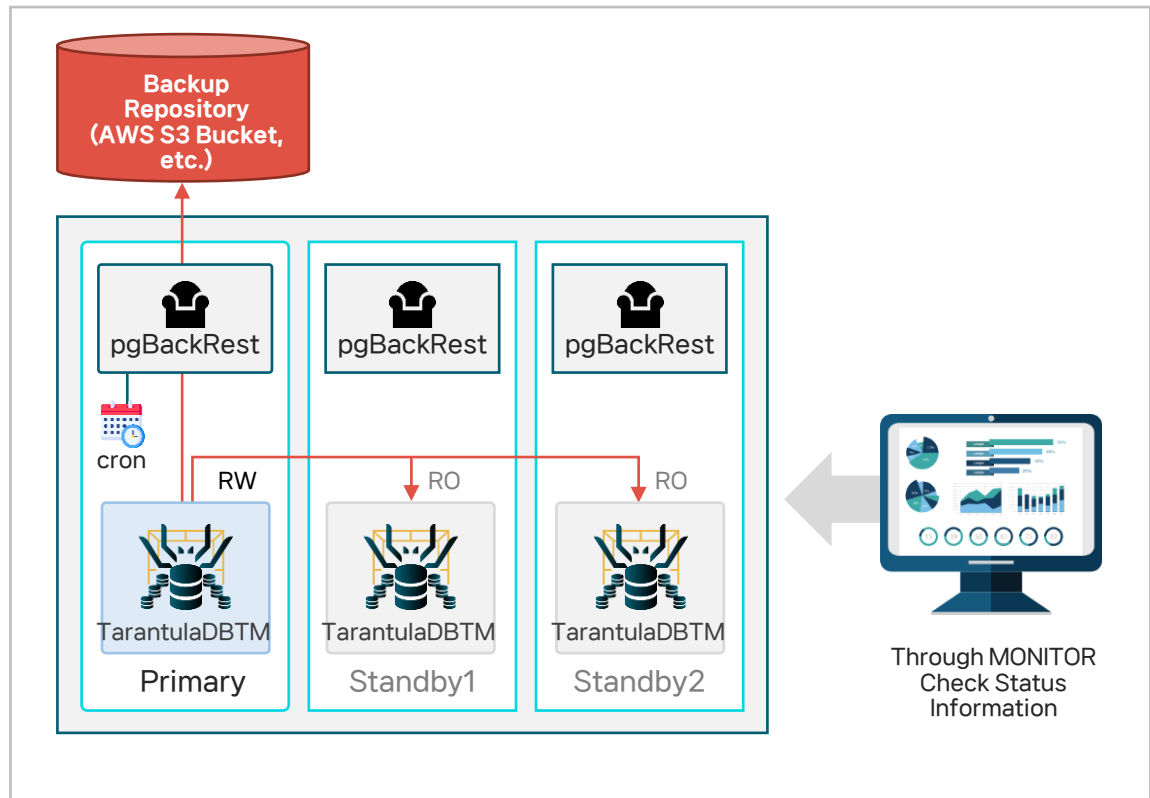 Backup
Repository
(AWS S3 Bucket,
etc.)
pgBackRest
pgBackRest
pgBackRest
cron
RW
RO
RO
TarantulaDBTM
TarantulaDBTM
TarantulaDBTM
Primary
Standby1
Standby2
Through MONITOR
Check Status
Information